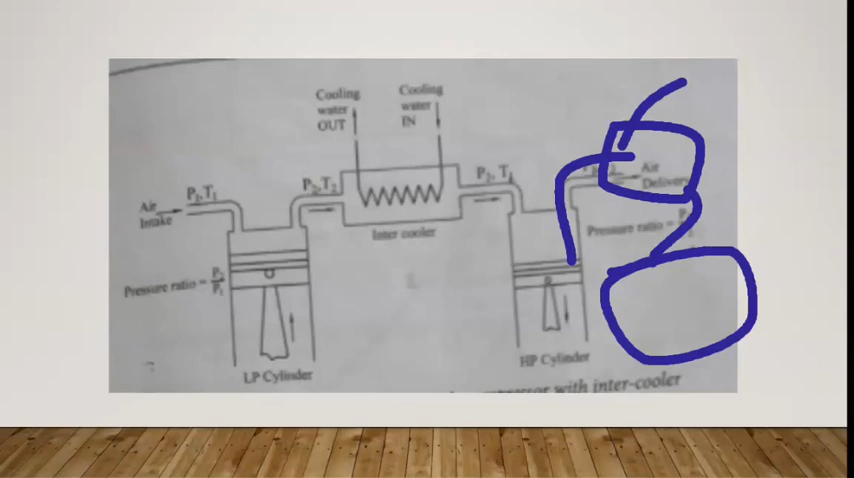 Cooling
water
OUT
Cooling
water
IN
Air
Intake
P₁,T₁
P₂,T₂
P₂, T
Air
Delivery
Inter cooler
Pressure ratio = P₂/P₁
Pressure ratio =
LP Cylinder
HP Cylinder
with inter-cooler